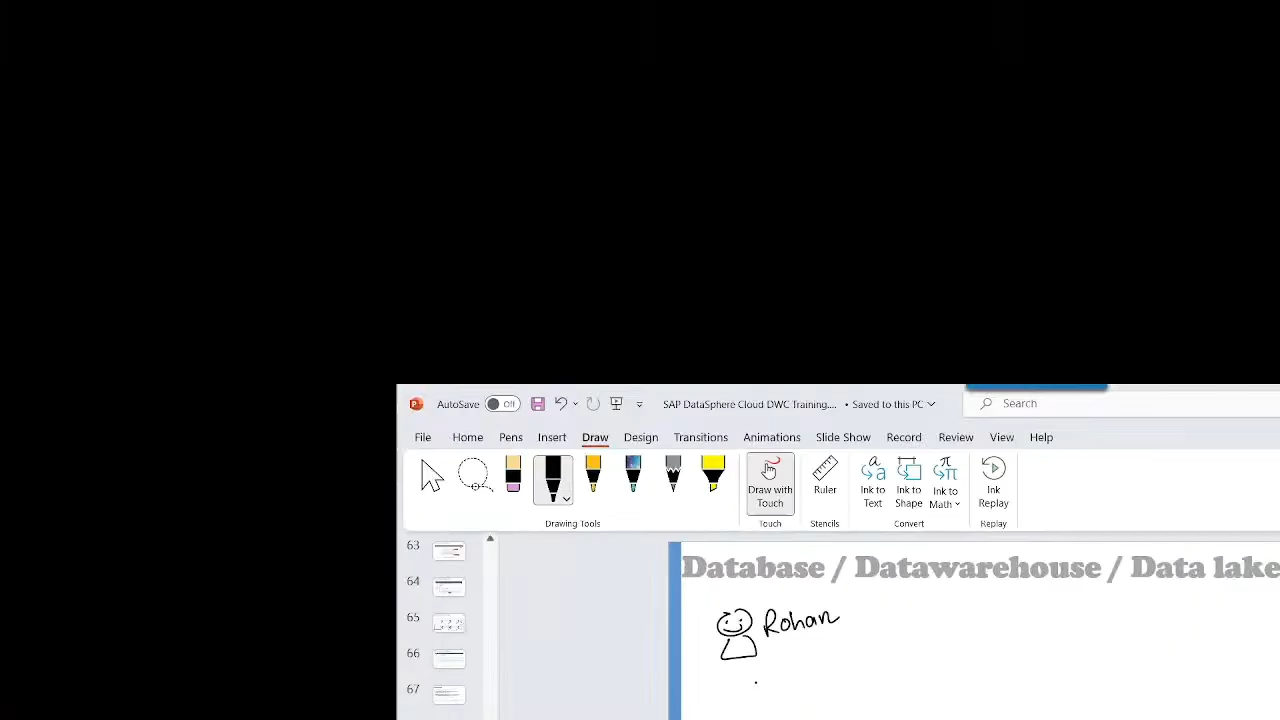 AutoSave Off SAP DataSphere Cloud DWC Training.... • Saved to this PC Search
File Home Pens Insert Draw Design Transitions Animations Slide Show Record Review View Help
Draw with Touch Ruler Ink to Text Ink to Shape Ink to Math Ink Replay
Drawing Tools Touch Stencils Convert Replay
63
64
65
66
67
Database / Datawarehouse / Data lake
Rohan